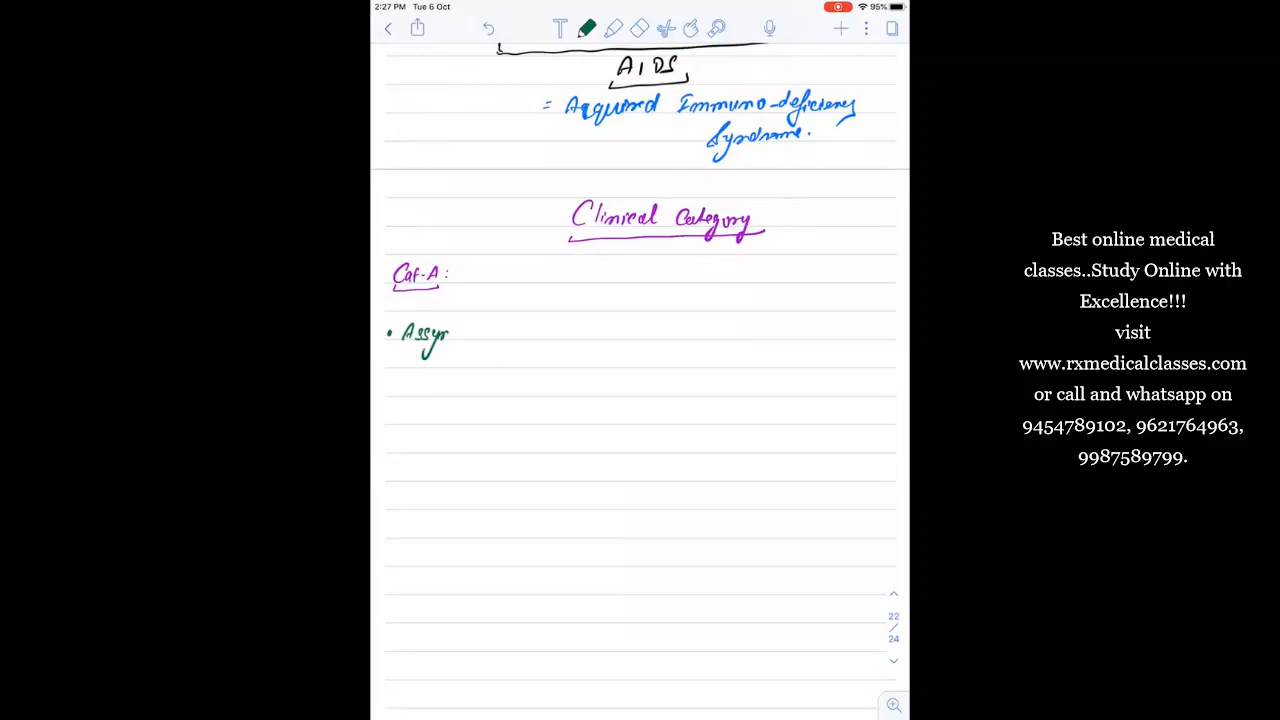 2:27 PM Tue 6 Oct
95%
AIDS
= Acquired Immuno-deficiency
Syndrome.
Clinical Category
Cat-A:
• Assyr
22
/
24
Best online medical
classes..Study Online with
Excellence!!!
visit
www.rxmedicalclasses.com
or call and whatsapp on
9454789102, 9621764963,
9987589799.